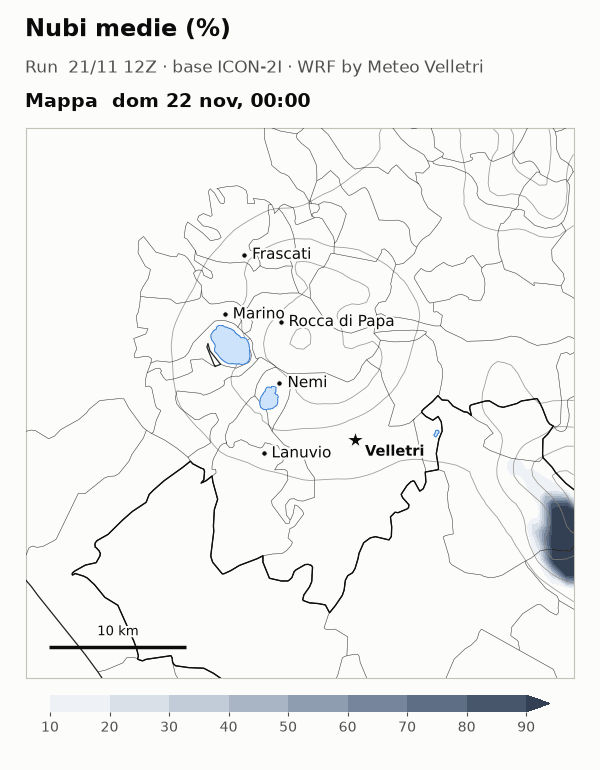 Nubi medie (%)
Run  21/11 12Z · base ICON-2I · WRF by Meteo Velletri
Mappa  dom 22 nov, 00:00
Frascati
Marino
Rocca di Papa
Nemi
Velletri
Lanuvio
10 km
10 20 30 40 50 60 70 80 90